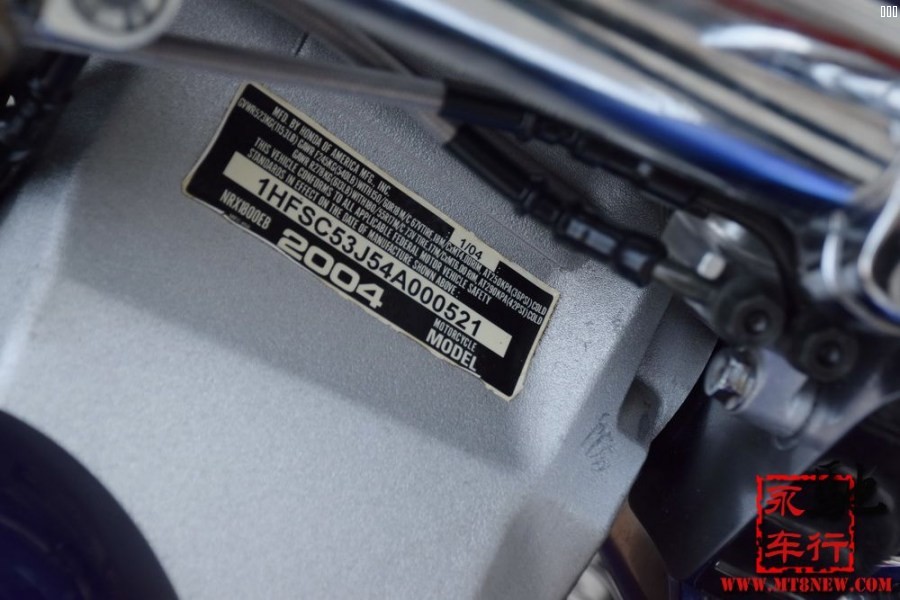 MFD. BY HONDA OF AMERICA MFG., INC. 1/04
THIS VEHICLE CONFORMS TO ALL APPLICABLE FEDERAL MOTOR VEHICLE SAFETY
STANDARDS IN EFFECT ON THE DATE OF MANUFACTURE SHOWN ABOVE.
1HFSC53J54A000521
NRX1800EB
MOTORCYCLE
2004 MODEL
永
车行
WWW.MT8NEW.COM